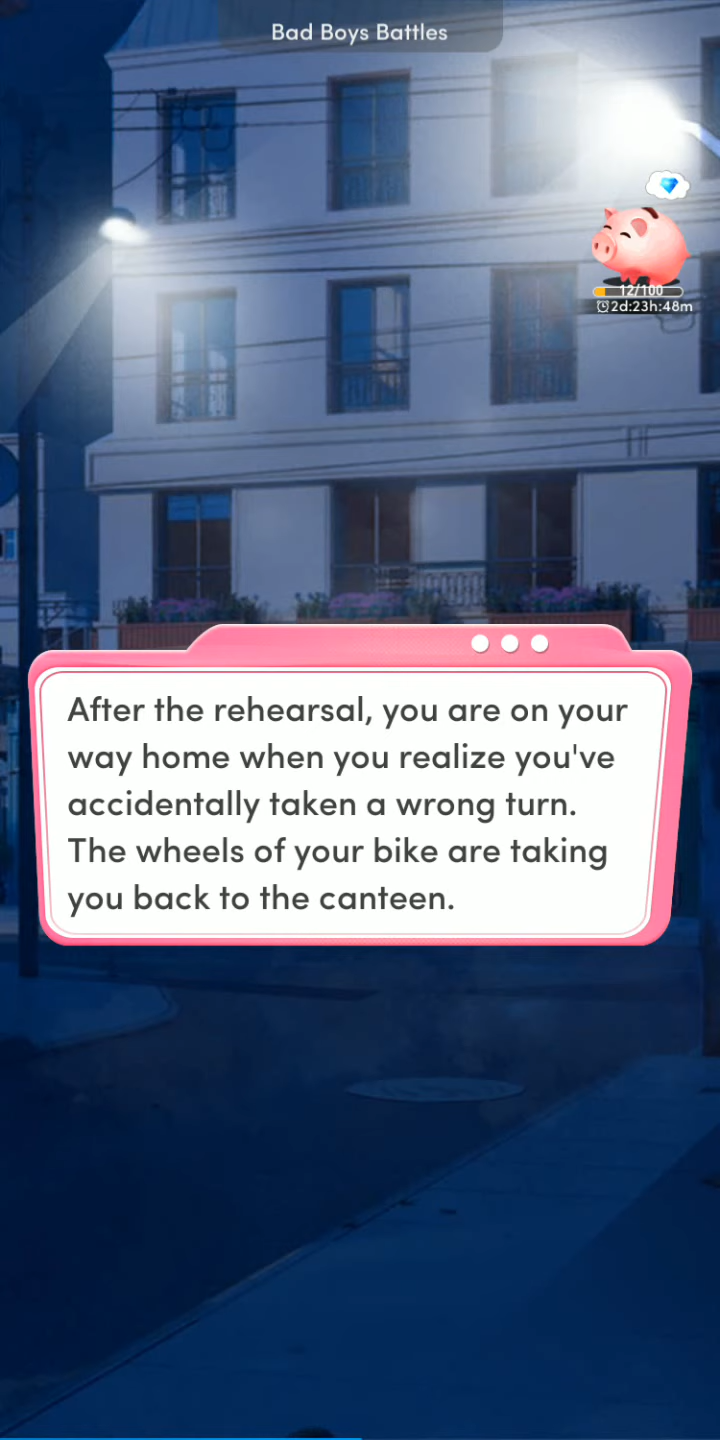 Bad Boys Battles
12/100
2d:23h:48m
After the rehearsal, you are on your
way home when you realize you've
accidentally taken a wrong turn.
The wheels of your bike are taking
you back to the canteen.